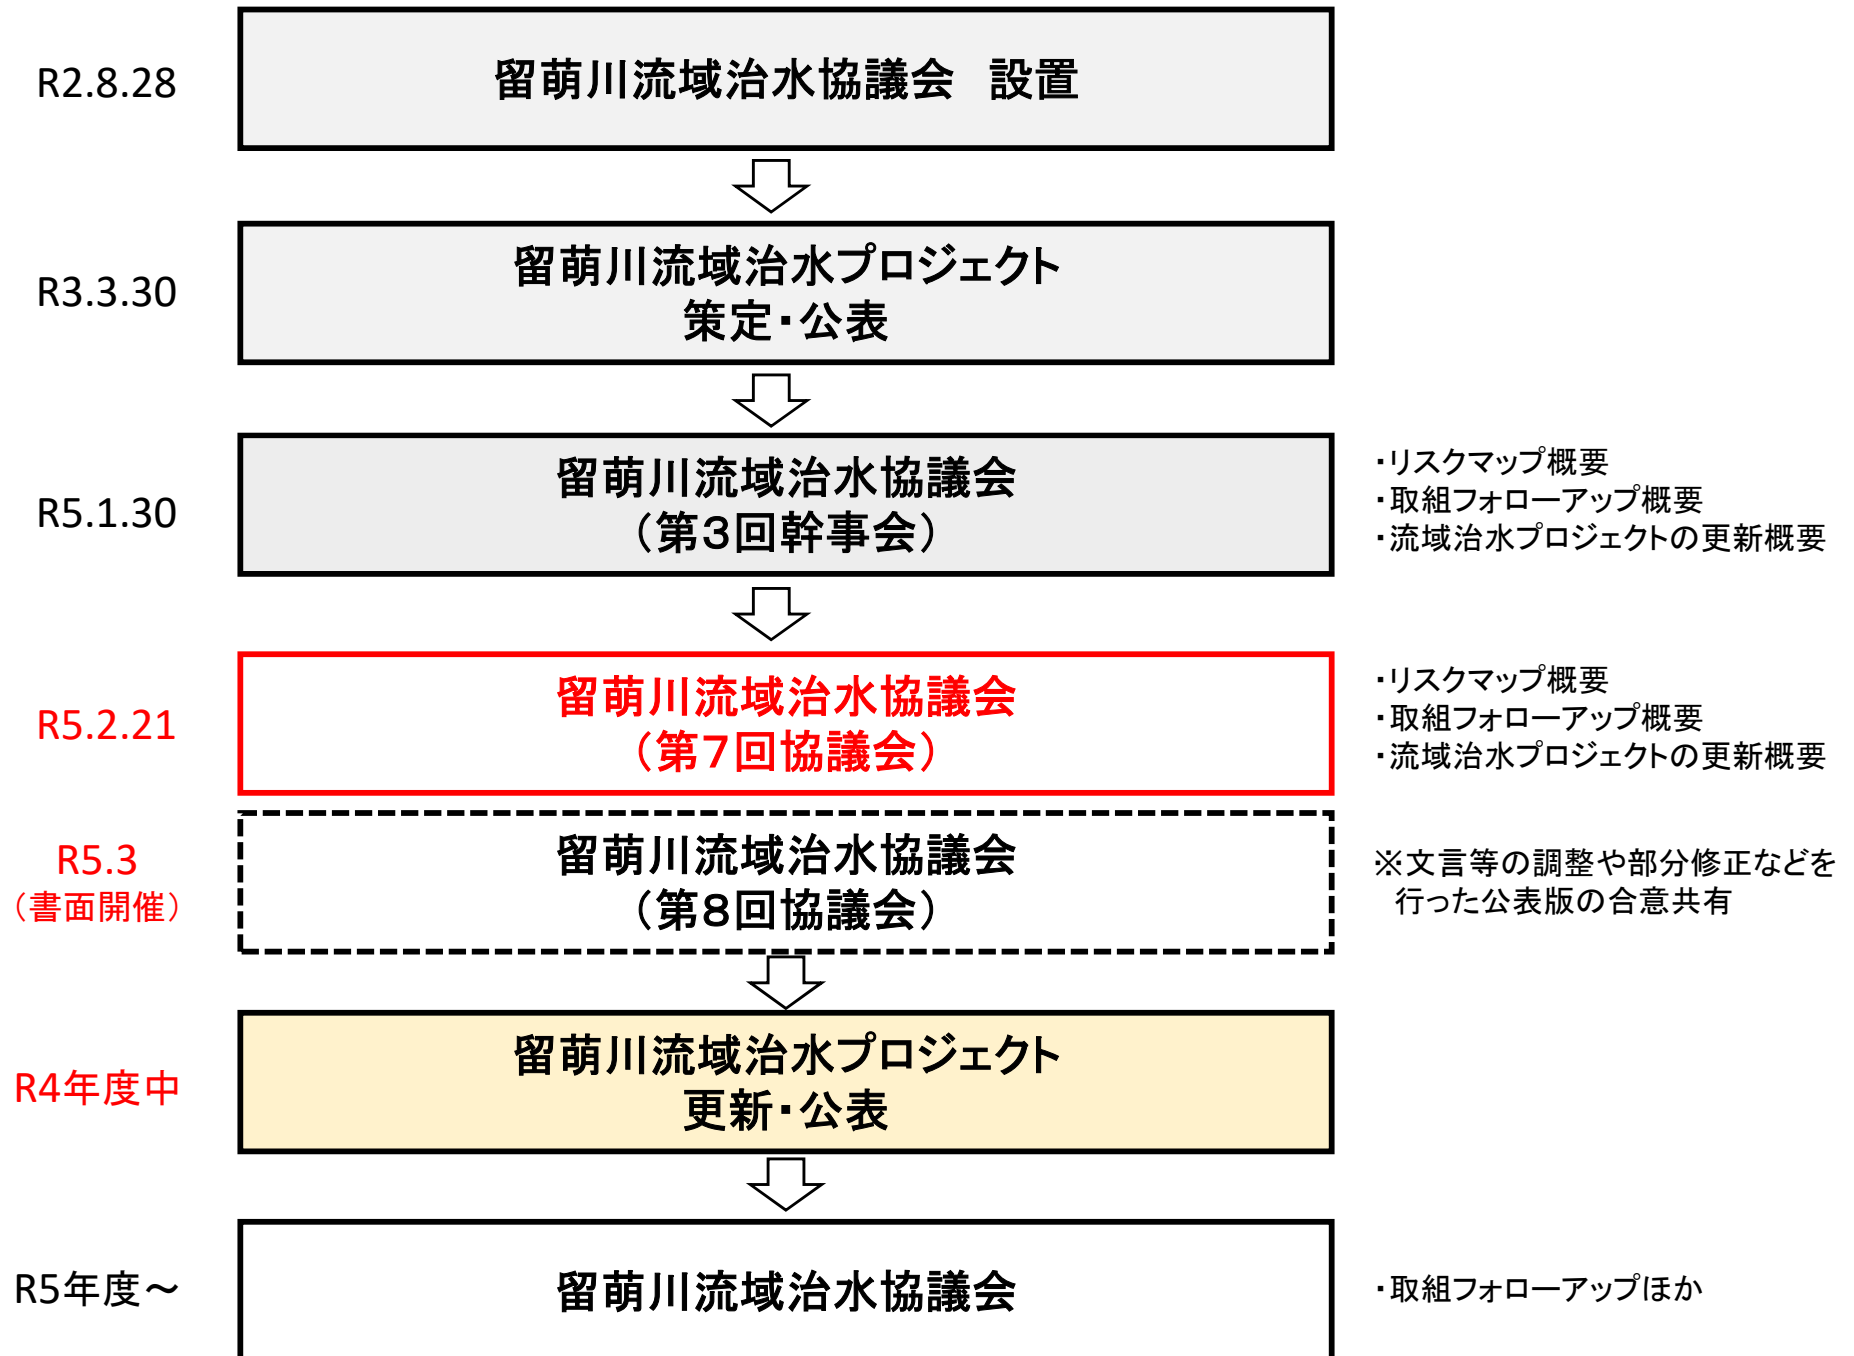 R2.8.28
留萌川流域治水協議会　設置
R3.3.30
留萌川流域治水プロジェクト
策定・公表
R5.1.30
留萌川流域治水協議会
（第３回幹事会）
・リスクマップ概要
・取組フォローアップ概要
・流域治水プロジェクトの更新概要
R5.2.21
留萌川流域治水協議会
（第７回協議会）
・リスクマップ概要
・取組フォローアップ概要
・流域治水プロジェクトの更新概要
R5.3
（書面開催）
留萌川流域治水協議会
（第８回協議会）
※文言等の調整や部分修正などを
行った公表版の合意共有
R4年度中
留萌川流域治水プロジェクト
更新・公表
R5年度～
留萌川流域治水協議会
・取組フォローアップほか